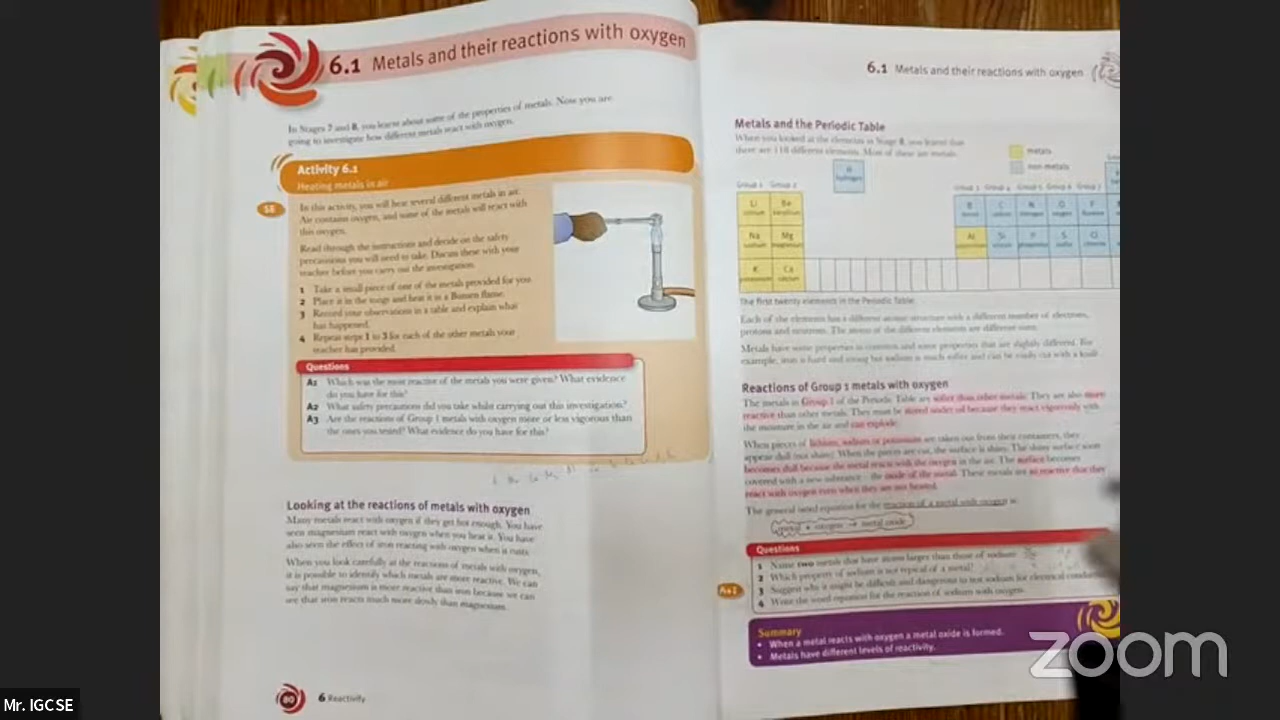 6.1 Metals and their reactions with oxygen
In Stages 7 and 8, you learnt about some of the properties of metals. Now you are
going to investigate how different metals react with oxygen.
Activity 6.1
Heating metals in air
SE
In this activity, you will heat several different metals in air.
Air contains oxygen, and some of the metals will react with
this oxygen.
Read through the instructions and decide on the safety
precautions you will need to take. Discuss these with your
teacher before you carry out the investigation.
1 Take a small piece of one of the metals provided for you.
2 Place it in the tongs and heat it in a Bunsen flame.
3 Record your observations in a table and explain what
has happened.
4 Repeat steps 1 to 3 for each of the other metals your
teacher has provided.
Questions
A1 Which was the most reactive of the metals you were given? What evidence
do you have for this?
A2 What safety precautions did you take whilst carrying out this investigation?
A3 Are the reactions of Group 1 metals with oxygen more or less vigorous than
the ones you tested? What evidence do you have for this?
Looking at the reactions of metals with oxygen
Many metals react with oxygen if they get hot enough. You have
seen magnesium react with oxygen when you heat it. You have
also seen the effect of iron reacting with oxygen when it rusts.
When you look carefully at the reactions of metals with oxygen,
it is possible to identify which metals are more reactive. We can
say that magnesium is more reactive than iron because we can
see that iron reacts much more slowly than magnesium.
80 6 Reactivity
6.1 Metals and their reactions with oxygen
Metals and the Periodic Table
When you looked at the elements in Stage 8, you learnt that
there are 118 different elements. Most of these are metals.
metals
non-metals
H
hydrogen
Group 1 Group 2
Group 3 Group 4 Group 5 Group 6 Group 7
Li Be B C N O F
lithium beryllium boron carbon nitrogen oxygen fluorine
Na Mg Al Si P S Cl
sodium magnesium aluminium silicon phosphorus sulfur chlorine
K Ca
potassium calcium
The first twenty elements in the Periodic Table.
Each of the elements has a different atomic structure with a different number of electrons,
protons and neutrons. The atoms of the different elements are different sizes.
Metals have some properties in common and some properties that are slightly different. For
example, iron is hard and strong but sodium is much softer and can be easily cut with a knife.
Reactions of Group 1 metals with oxygen
The metals in Group 1 of the Periodic Table are softer than other metals. They are also more
reactive than other metals. They must be stored under oil because they react vigorously with
the moisture in the air and can explode.
When pieces of lithium, sodium or potassium are taken out from their containers, they
appear dull (not shiny). When the pieces are cut, the surface is shiny. The shiny surface soon
becomes dull because the metal reacts with the oxygen in the air. The surface becomes
covered with a new substance – the oxide of the metal. These metals are so reactive that they
react with oxygen even when they are not heated.
The general word equation for the reaction of a metal with oxygen is:
metal + oxygen → metal oxide
Questions
1 Name two metals that have atoms larger than those of sodium.
2 Which property of sodium is not typical of a metal?
A+I
3 Suggest why it might be difficult and dangerous to use sodium for electrical
4 Write the word equation for the reaction of sodium with oxygen.
Summary
• When a metal reacts with oxygen a metal oxide is formed.
• Metals have different levels of reactivity.
zoom
Mr. IGCSE